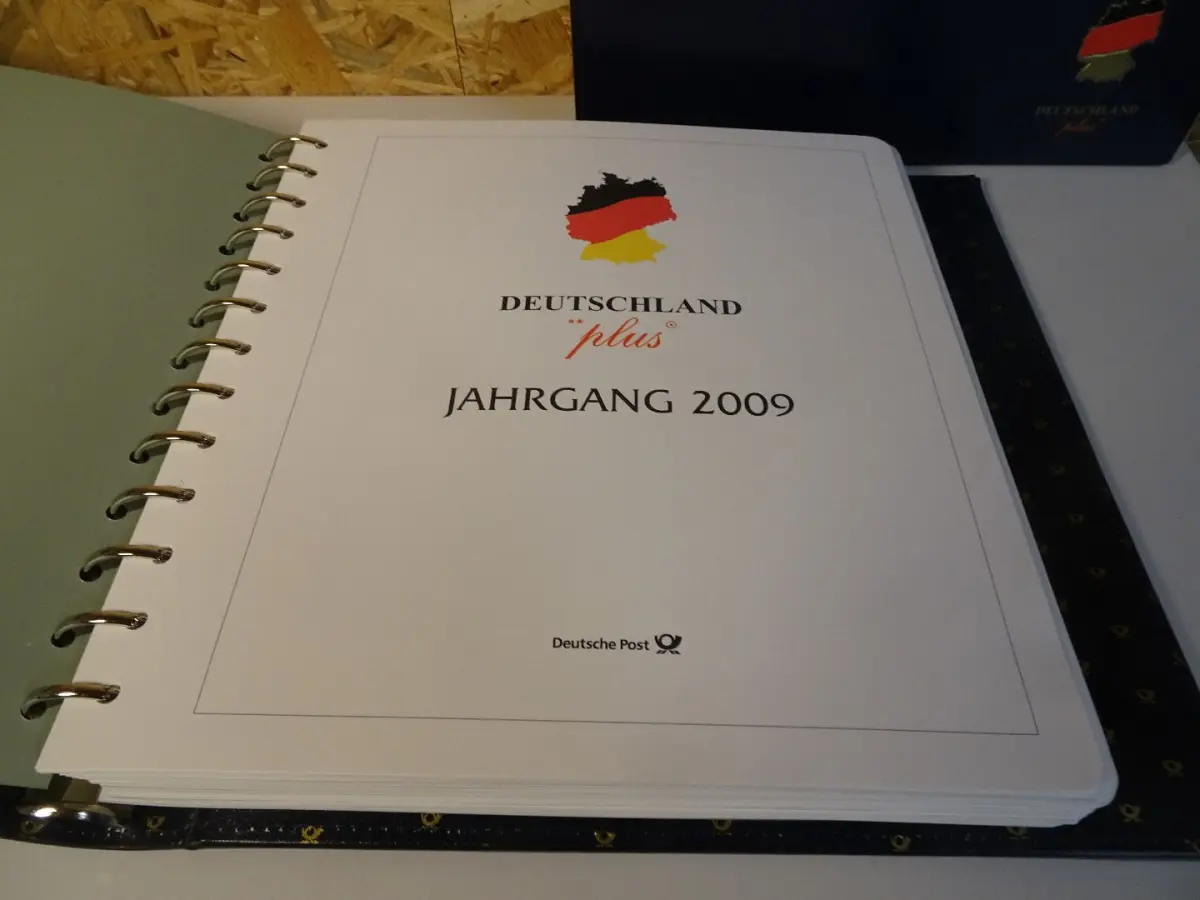 DEUTSCHLAND
plus
DEUTSCHLAND
"plus®
JAHRGANG 2009
Deutsche Post